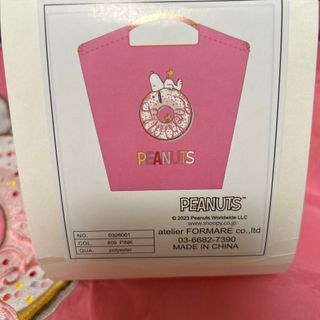 PEANUTS
PEANUTS™
© 2023 Peanuts Worldwide LLC
www.snoopy.co.jp
NO. 0326001
COL. #09 PINK
QUA. polyester
atelier FORMARE co.,ltd
03-6682-7390
MADE IN CHINA